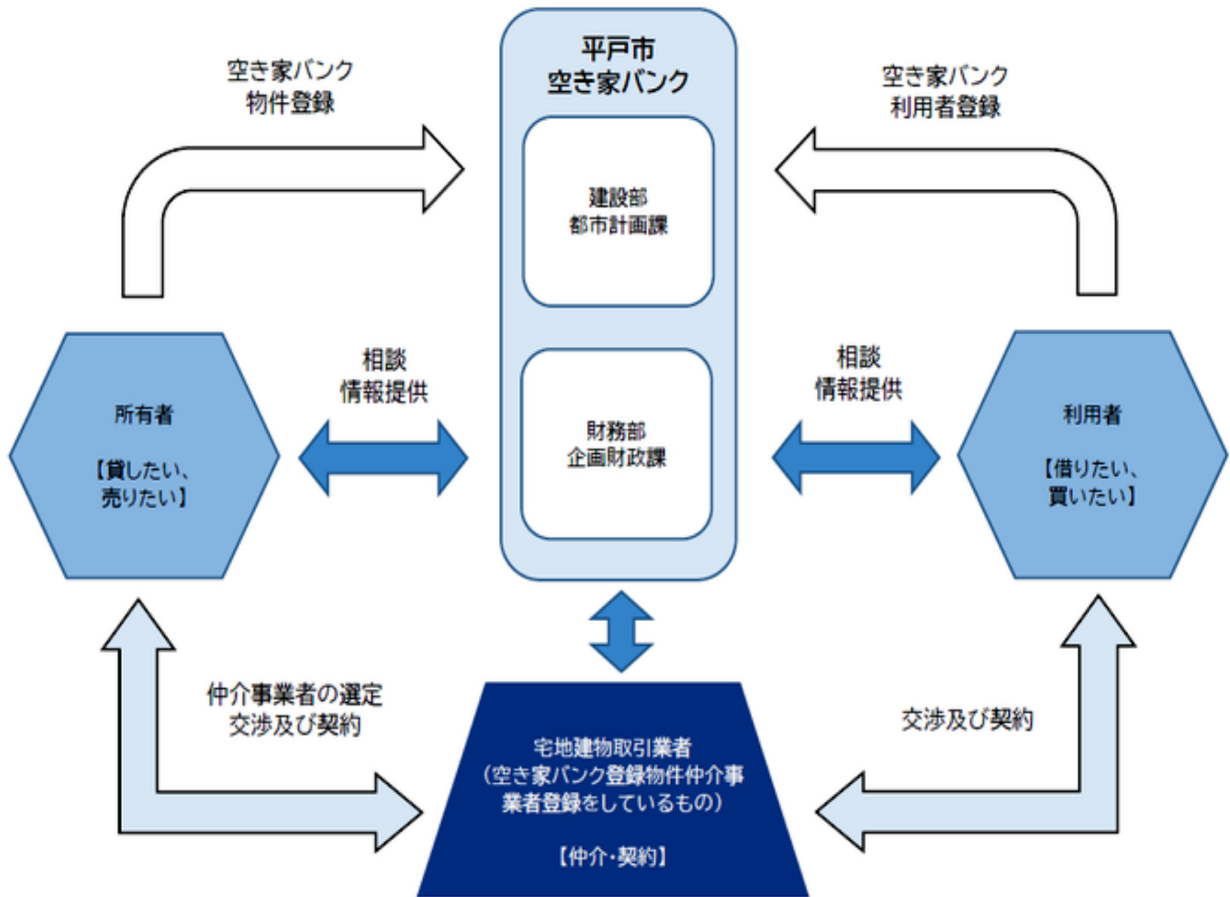 平戸市
空き家バンク
空き家バンク
物件登録
空き家バンク
利用者登録
建設部
都市計画課
相談
情報提供
相談
情報提供
所有者
【貸したい、
売りたい】
財務部
企画財政課
利用者
【借りたい、
買いたい】
仲介事業者の選定
交渉及び契約
交渉及び契約
宅地建物取引業者
（空き家バンク登録物件仲介事
業者登録をしているもの）
【仲介・契約】